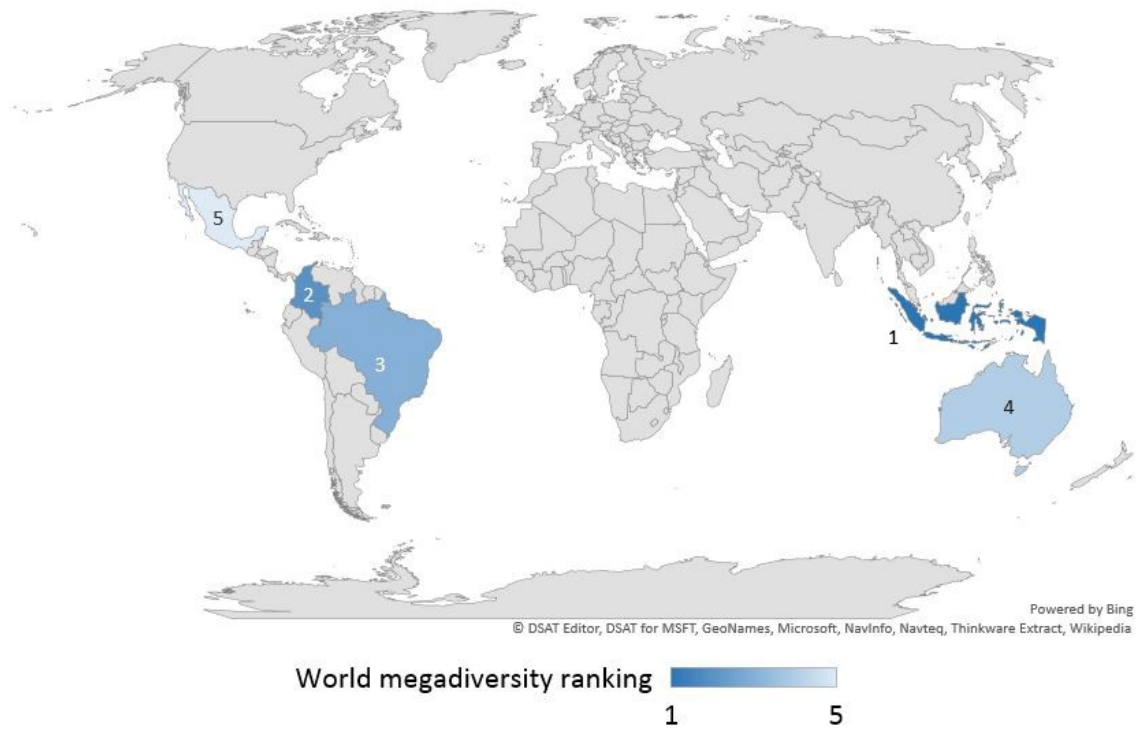 5
2
3
1
4
Powered by Bing
© DSAT Editor, DSAT for MSFT, GeoNames, Microsoft, NavInfo, Navteq, Thinkware Extract, Wikipedia
World megadiversity ranking
1 5